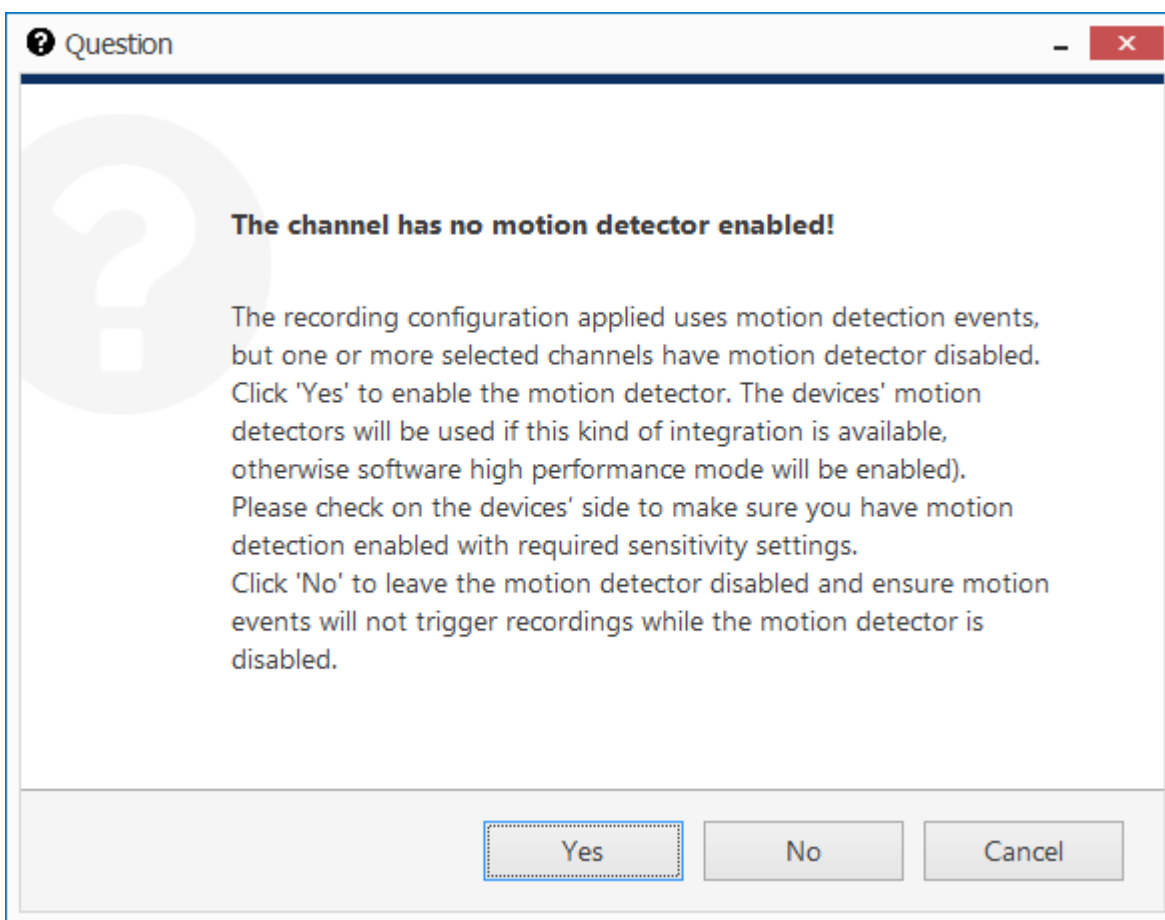 Question
The channel has no motion detector enabled!
The recording configuration applied uses motion detection events,
but one or more selected channels have motion detector disabled.
Click 'Yes' to enable the motion detector. The devices' motion
detectors will be used if this kind of integration is available,
otherwise software high performance mode will be enabled).
Please check on the devices’ side to make sure you have motion
detection enabled with required sensitivity settings.
Click 'No' to leave the motion detector disabled and ensure motion
events will not trigger recordings while the motion detector is
disabled.
Yes No Cancel